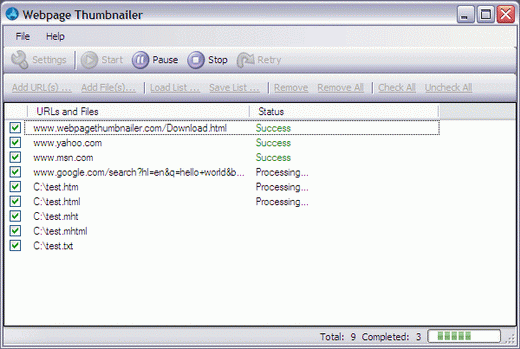 Webpage Thumbnailer
File Help
Settings Start Pause Stop Retry
Add URL(s) ... Add File(s)... Load List ... Save List ... Remove Remove All Check All Uncheck All
URLs and Files Status
www.webpagethumbnailer.com/Download.html Success
www.yahoo.com Success
www.msn.com Success
www.google.com/search?hl=en&q=hello+world&b... Processing...
C:\test.htm Processing...
C:\test.html Processing...
C:\test.mht
C:\test.mhtml
C:\test.txt
Total: 9 Completed: 3